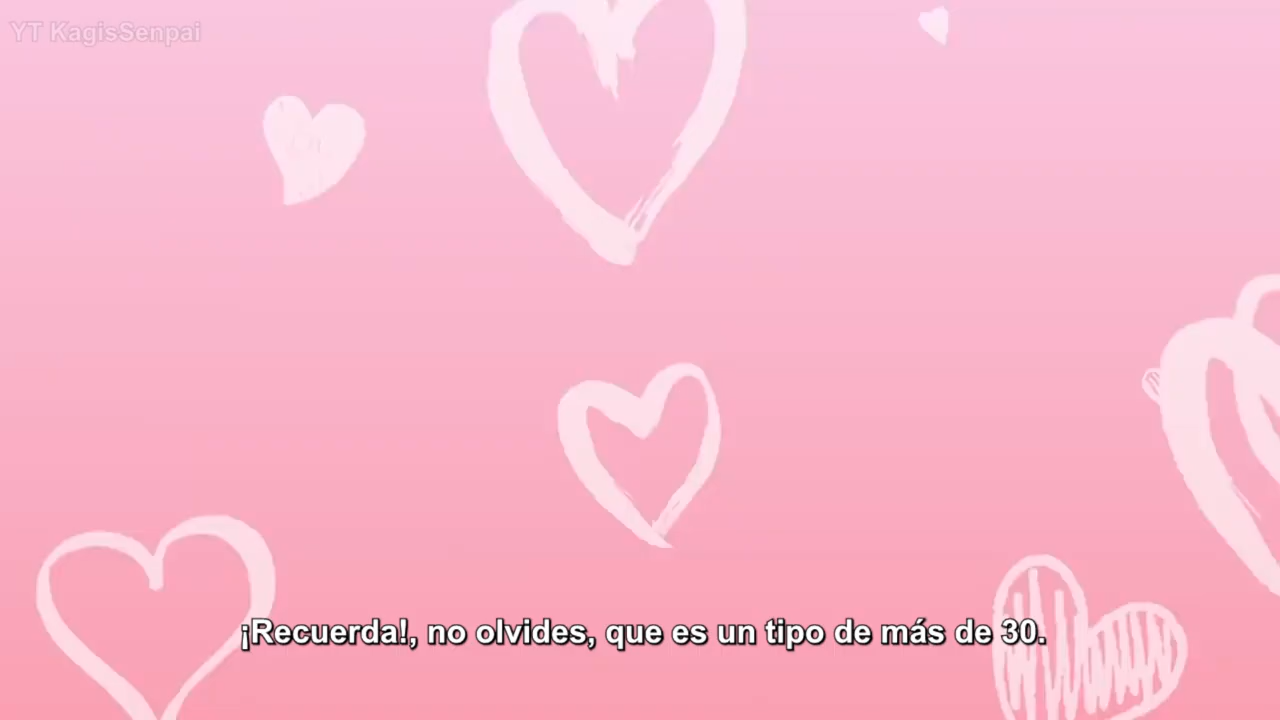 YT KagisSenpai
¡Recuerda!, no olvides, que es un tipo de más de 30.